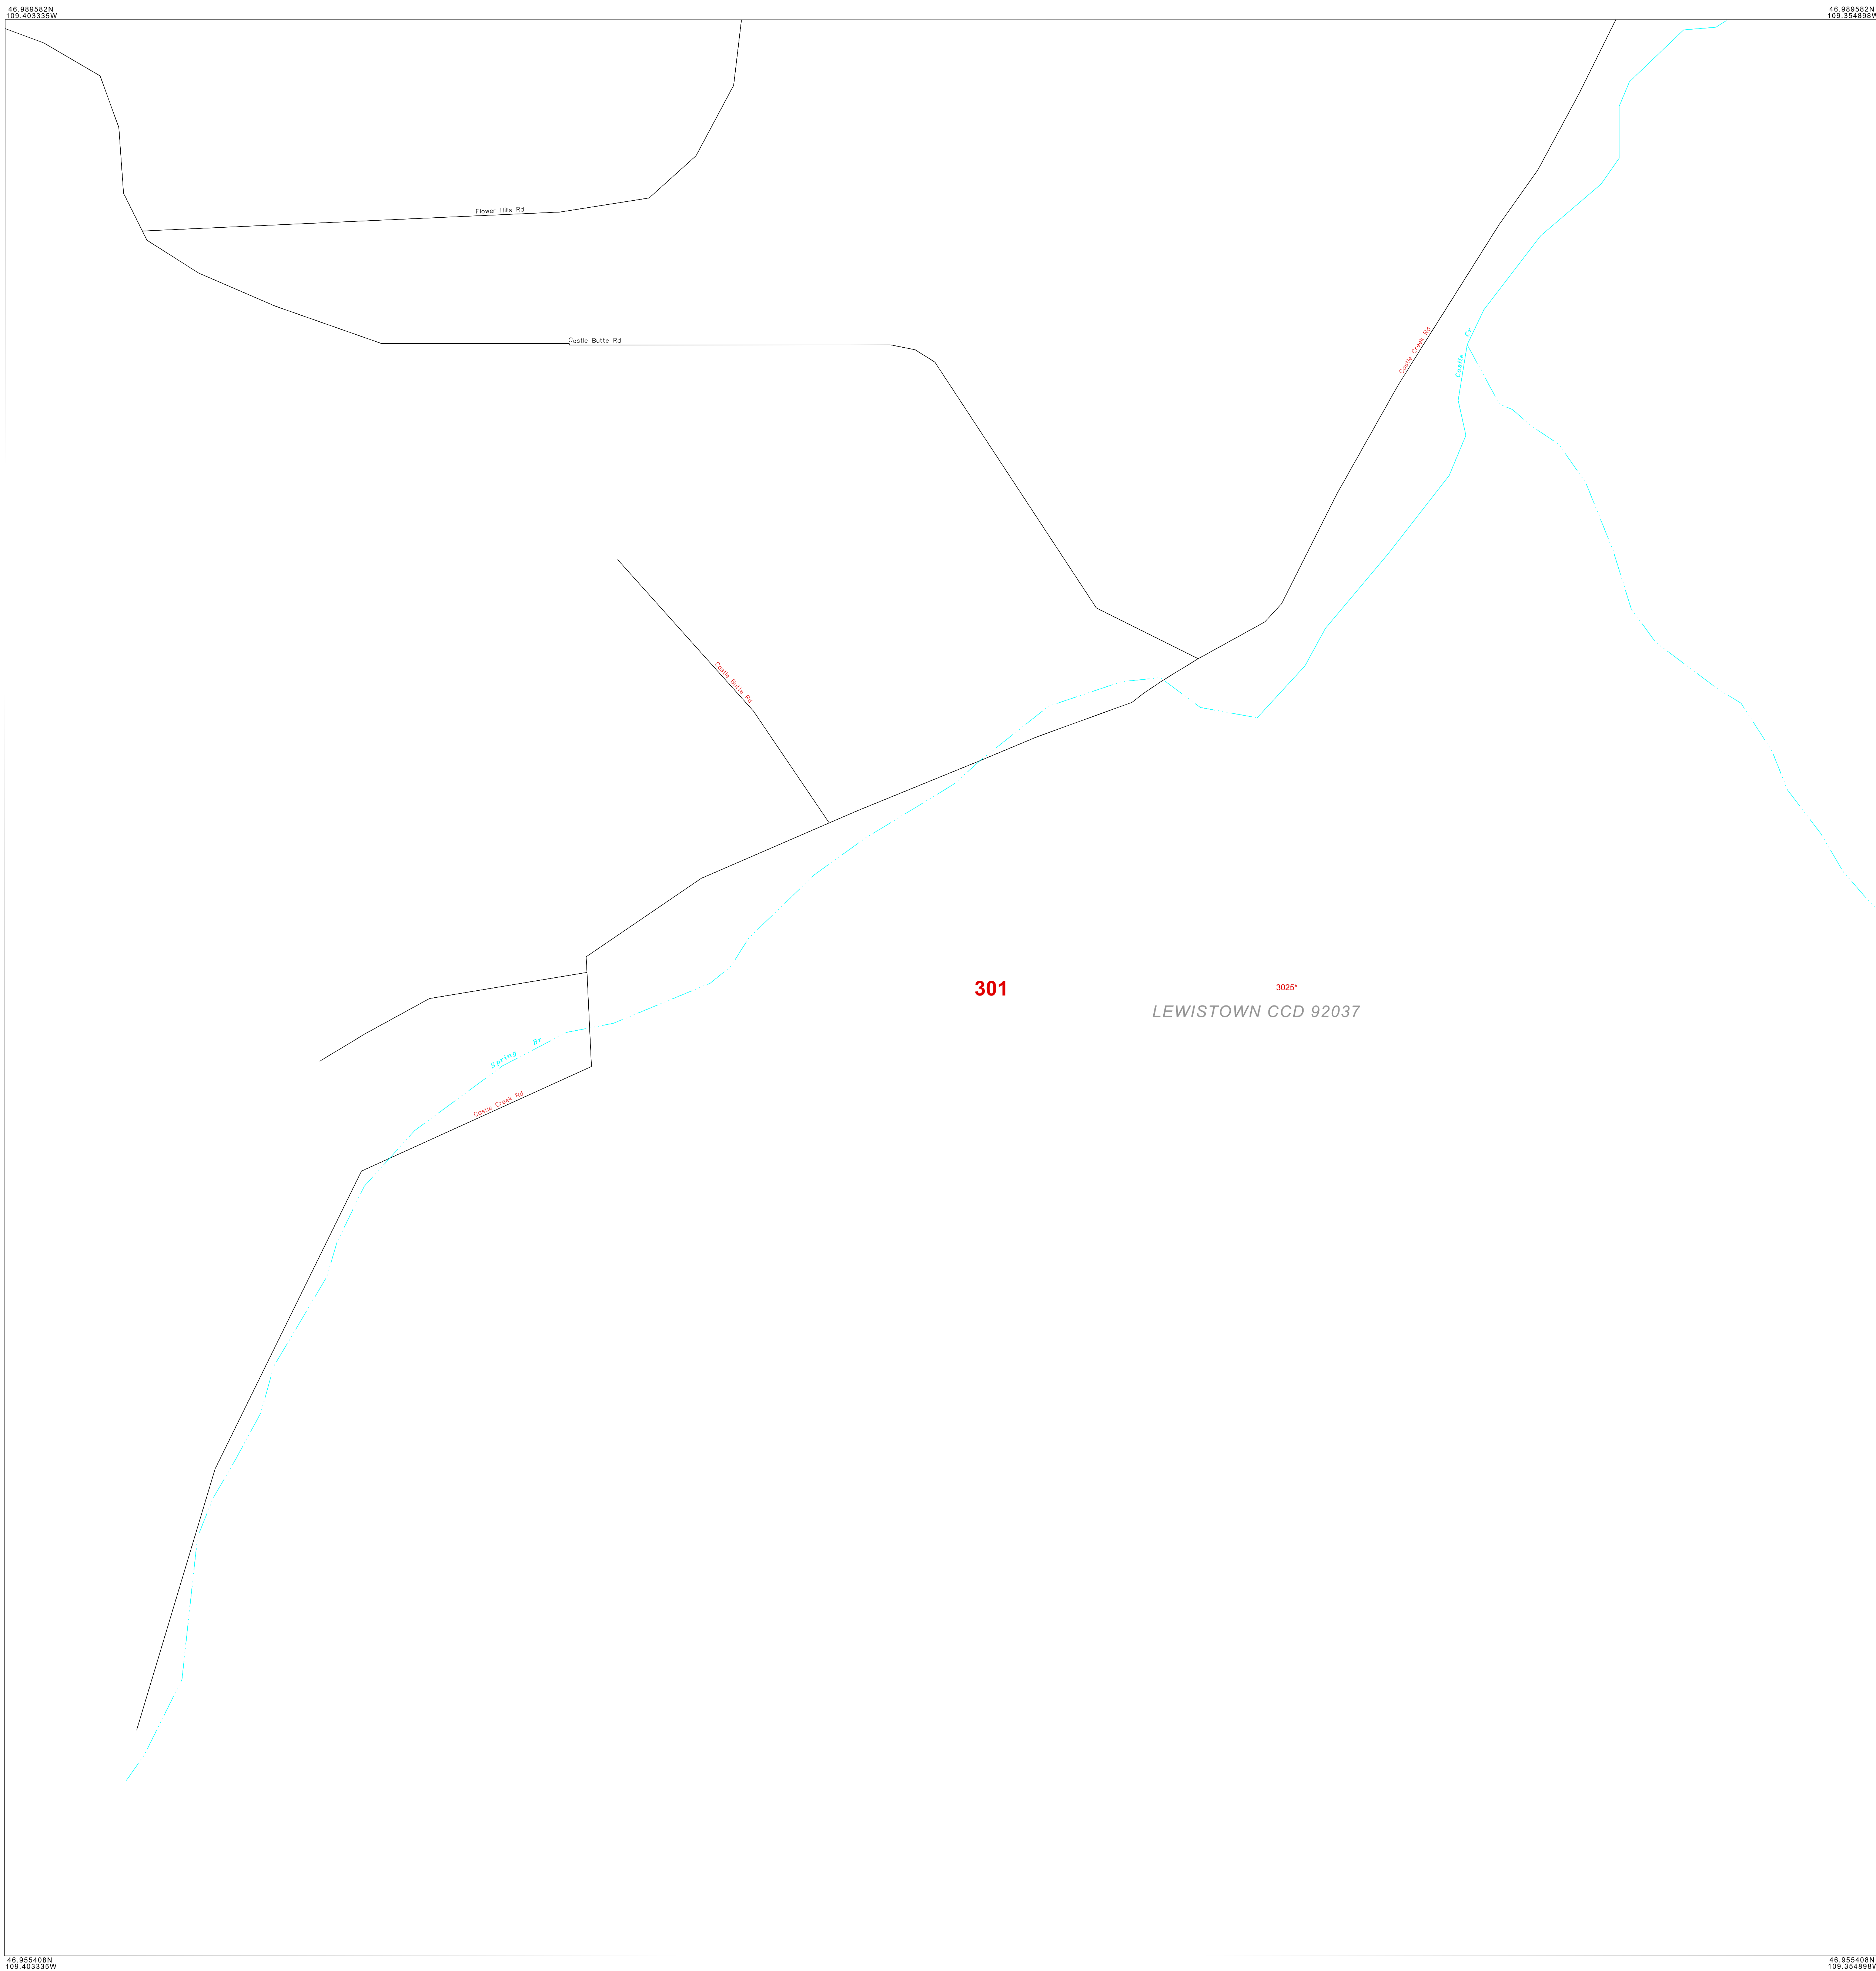 46.989582N
109.403335W
46.989582N
109.354898W
Flower Hills Rd
Castle Butte Rd
Castle Creek Rd
Castle Cr
Castle Butte Rd
301
3025*
LEWISTOWN CCD 92037
Spring Br
Castle Creek Rd
46.955408N
109.403335W
46.955408N
109.354898W